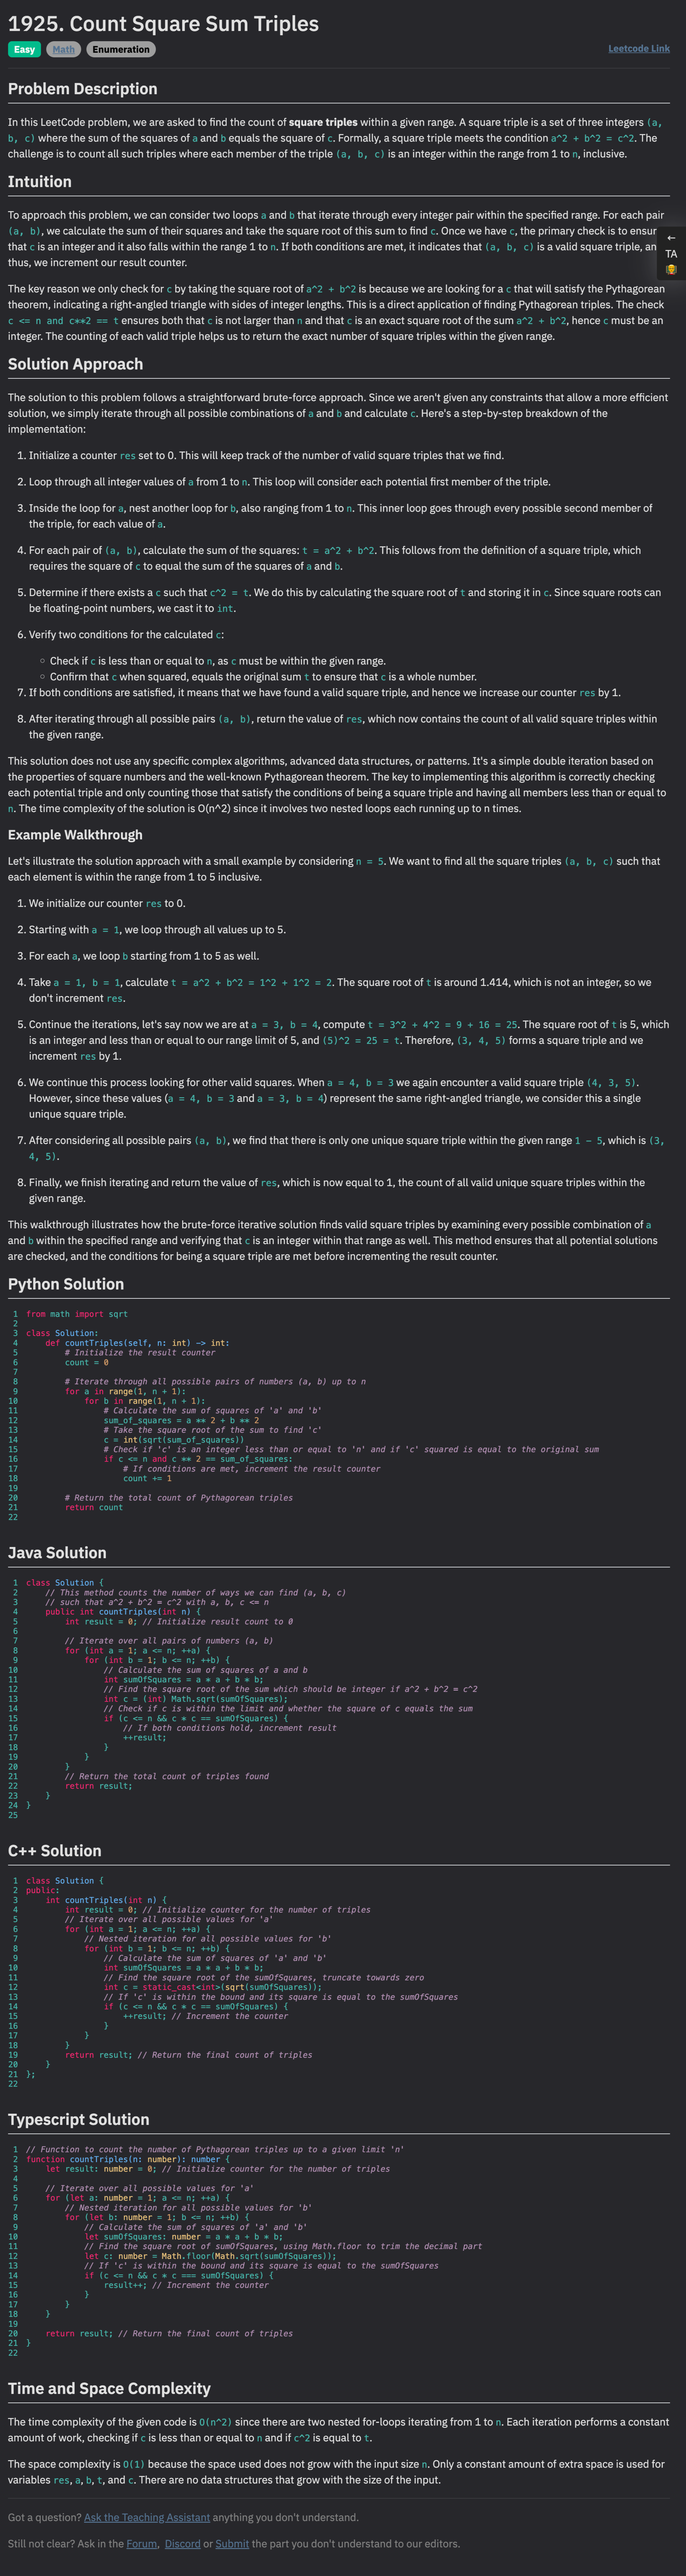 1925. Count Square Sum Triples
Easy Math Enumeration Leetcode Link
Problem Description
In this LeetCode problem, we are asked to find the count of square triples within a given range. A square triple is a set of three integers (a,
b, c) where the sum of the squares of a and b equals the square of c. Formally, a square triple meets the condition a^2 + b^2 = c^2. The
challenge is to count all such triples where each member of the triple (a, b, c) is an integer within the range from 1 to n, inclusive.
Intuition
To approach this problem, we can consider two loops a and b that iterate through every integer pair within the specified range. For each pair
(a, b), we calculate the sum of their squares and take the square root of this sum to find c. Once we have c, the primary check is to ensur
that c is an integer and it also falls within the range 1 to n. If both conditions are met, it indicates that (a, b, c) is a valid square triple, an
thus, we increment our result count.
←
TA
👨‍🏫
The key reason we only check for c by taking the square root of a^2 + b^2 is because we are looking for a c that will satisfy the Pythagorean
theorem, indicating a right-angled triangle with sides of integer lengths. This is a direct application of finding Pythagorean triples. The check
c <= n and c**2 == t ensures both that c is not larger than n and that c is an exact square root of the sum a^2 + b^2, hence c must be an
integer. The counting of each valid triple helps us to return the exact number of square triples within the given range.
Solution Approach
The solution to this problem follows a straightforward brute-force approach. Since we aren't given any constraints that allow a more efficient
solution, we simply iterate through all possible combinations of a and b and calculate c. Here's a step-by-step breakdown of the
implementation:
1. Initialize a counter res set to 0. This will keep track of the number of valid square triples that we find.
2. Loop through all integer values of a from 1 to n. This loop will consider each potential first member of the triple.
3. Inside the loop for a, nest another loop for b, also ranging from 1 to n. This inner loop goes through every possible second member of
the triple, for each value of a.
4. For each pair of (a, b), calculate the sum of the squares: t = a^2 + b^2. This follows from the definition of a square triple, which
requires the square of c to equal the sum of the squares of a and b.
5. Determine if there exists a c such that c^2 = t. We do this by calculating the square root of t and storing it in c. Since square roots can
be floating-point numbers, we cast it to int.
6. Verify two conditions for the calculated c:
○ Check if c is less than or equal to n, as c must be within the given range.
○ Confirm that c when squared, equals the original sum t to ensure that c is a whole number.
7. If both conditions are satisfied, it means that we have found a valid square triple, and hence we increase our counter res by 1.
8. After iterating through all possible pairs (a, b), return the value of res, which now contains the count of all valid square triples within
the given range.
This solution does not use any specific complex algorithms, advanced data structures, or patterns. It's a simple double iteration based on
the properties of square numbers and the well-known Pythagorean theorem. The key to implementing this algorithm is correctly checking
each potential triple and only counting those that satisfy the conditions of being a square triple and having all members less than or equal to
n. The time complexity of the solution is O(n^2) since it involves two nested loops each running up to n times.
Example Walkthrough
Let's illustrate the solution approach with a small example by considering n = 5. We want to find all the square triples (a, b, c) such that
each element is within the range from 1 to 5 inclusive.
1. We initialize our counter res to 0.
2. Starting with a = 1, we loop through all values up to 5.
3. For each a, we loop b starting from 1 to 5 as well.
4. Take a = 1, b = 1, calculate t = a^2 + b^2 = 1^2 + 1^2 = 2. The square root of t is around 1.414, which is not an integer, so we
don't increment res.
5. Continue the iterations, let's say now we are at a = 3, b = 4, compute t = 3^2 + 4^2 = 9 + 16 = 25. The square root of t is 5, which
is an integer and less than or equal to our range limit of 5, and (5)^2 = 25 = t. Therefore, (3, 4, 5) forms a square triple and we
increment res by 1.
6. We continue this process looking for other valid squares. When a = 4, b = 3 we again encounter a valid square triple (4, 3, 5).
However, since these values (a = 4, b = 3 and a = 3, b = 4) represent the same right-angled triangle, we consider this a single
unique square triple.
7. After considering all possible pairs (a, b), we find that there is only one unique square triple within the given range 1 - 5, which is (3,
4, 5).
8. Finally, we finish iterating and return the value of res, which is now equal to 1, the count of all valid unique square triples within the
given range.
This walkthrough illustrates how the brute-force iterative solution finds valid square triples by examining every possible combination of a
and b within the specified range and verifying that c is an integer within that range as well. This method ensures that all potential solutions
are checked, and the conditions for being a square triple are met before incrementing the result counter.
Python Solution
1 from math import sqrt
2
3 class Solution:
4     def countTriples(self, n: int) -> int:
5         # Initialize the result counter
6         count = 0
7
8         # Iterate through all possible pairs of numbers (a, b) up to n
9         for a in range(1, n + 1):
10             for b in range(1, n + 1):
11                 # Calculate the sum of squares of 'a' and 'b'
12                 sum_of_squares = a ** 2 + b ** 2
13                 # Take the square root of the sum to find 'c'
14                 c = int(sqrt(sum_of_squares))
15                 # Check if 'c' is an integer less than or equal to 'n' and if 'c' squared is equal to the original sum
16                 if c <= n and c ** 2 == sum_of_squares:
17                     # If conditions are met, increment the result counter
18                     count += 1
19
20         # Return the total count of Pythagorean triples
21         return count
22
Java Solution
1 class Solution {
2     // This method counts the number of ways we can find (a, b, c)
3     // such that a^2 + b^2 = c^2 with a, b, c <= n
4     public int countTriples(int n) {
5         int result = 0; // Initialize result count to 0
6
7         // Iterate over all pairs of numbers (a, b)
8         for (int a = 1; a <= n; ++a) {
9             for (int b = 1; b <= n; ++b) {
10                 // Calculate the sum of squares of a and b
11                 int sumOfSquares = a * a + b * b;
12                 // Find the square root of the sum which should be integer if a^2 + b^2 = c^2
13                 int c = (int) Math.sqrt(sumOfSquares);
14                 // Check if c is within the limit and whether the square of c equals the sum
15                 if (c <= n && c * c == sumOfSquares) {
16                     // If both conditions hold, increment result
17                     ++result;
18                 }
19             }
20         }
21         // Return the total count of triples found
22         return result;
23     }
24 }
25
C++ Solution
1 class Solution {
2 public:
3     int countTriples(int n) {
4         int result = 0; // Initialize counter for the number of triples
5         // Iterate over all possible values for 'a'
6         for (int a = 1; a <= n; ++a) {
7             // Nested iteration for all possible values for 'b'
8             for (int b = 1; b <= n; ++b) {
9                 // Calculate the sum of squares of 'a' and 'b'
10                 int sumOfSquares = a * a + b * b;
11                 // Find the square root of the sumOfSquares, truncate towards zero
12                 int c = static_cast<int>(sqrt(sumOfSquares));
13                 // If 'c' is within the bound and its square is equal to the sumOfSquares
14                 if (c <= n && c * c == sumOfSquares) {
15                     ++result; // Increment the counter
16                 }
17             }
18         }
19         return result; // Return the final count of triples
20     }
21 };
22
Typescript Solution
1 // Function to count the number of Pythagorean triples up to a given limit 'n'
2 function countTriples(n: number): number {
3     let result: number = 0; // Initialize counter for the number of triples
4
5     // Iterate over all possible values for 'a'
6     for (let a: number = 1; a <= n; ++a) {
7         // Nested iteration for all possible values for 'b'
8         for (let b: number = 1; b <= n; ++b) {
9             // Calculate the sum of squares of 'a' and 'b'
10             let sumOfSquares: number = a * a + b * b;
11             // Find the square root of sumOfSquares, using Math.floor to trim the decimal part
12             let c: number = Math.floor(Math.sqrt(sumOfSquares));
13             // If 'c' is within the bound and its square is equal to the sumOfSquares
14             if (c <= n && c * c === sumOfSquares) {
15                 result++; // Increment the counter
16             }
17         }
18     }
19
20     return result; // Return the final count of triples
21 }
22
Time and Space Complexity
The time complexity of the given code is O(n^2) since there are two nested for-loops iterating from 1 to n. Each iteration performs a constant
amount of work, checking if c is less than or equal to n and if c^2 is equal to t.
The space complexity is O(1) because the space used does not grow with the input size n. Only a constant amount of extra space is used for
variables res, a, b, t, and c. There are no data structures that grow with the size of the input.
Got a question? Ask the Teaching Assistant anything you don't understand.
Still not clear? Ask in the Forum, Discord or Submit the part you don't understand to our editors.